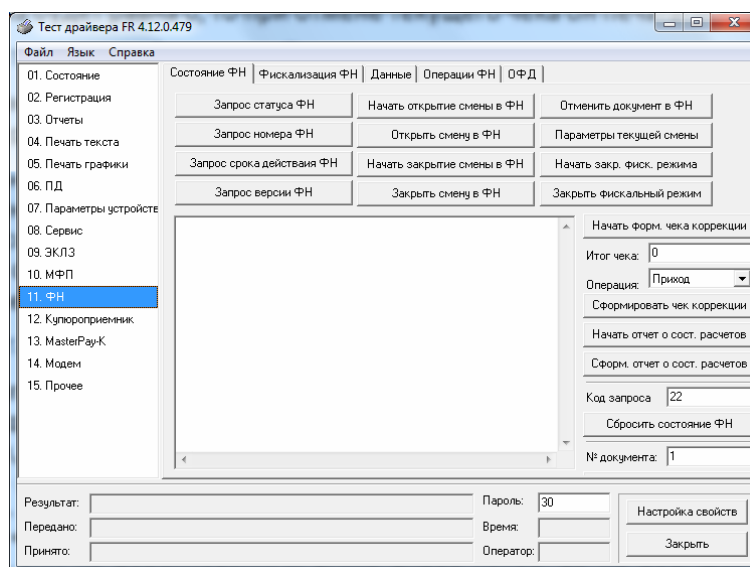 Тест драйвера FR 4.12.0.479
Файл Язык Справка
01. Состояние
02. Регистрация
03. Отчеты
04. Печать текста
05. Печать графики
06. ПД
07. Параметры устройств
08. Сервис
09. ЭКЛЗ
10. МФП
11. ФН
12. Купюроприемник
13. MasterPay-K
14. Модем
15. Прочее
Состояние ФН Фискализация ФН Данные Операции ФН ОФД
Запрос статуса ФН Начать открытие смены в ФН Отменить документ в ФН
Запрос номера ФН Открыть смену в ФН Параметры текущей смены
Запрос срока действаия ФН Начать закрытие смены в ФН Начать закр. фиск. режима
Запрос версии ФН Закрыть смену в ФН Закрыть фискальный режим
Начать форм. чека коррекции
Итог чека: 0
Операция: Приход
Сформировать чек коррекции
Начать отчет о сост. расчетов
Сформ. отчет о сост. расчетов
Код запроса 22
Сбросить состояние ФН
№ документа: 1
Результат: Пароль: 30
Передано: Время:
Принято: Оператор:
Настройка свойств
Закрыть